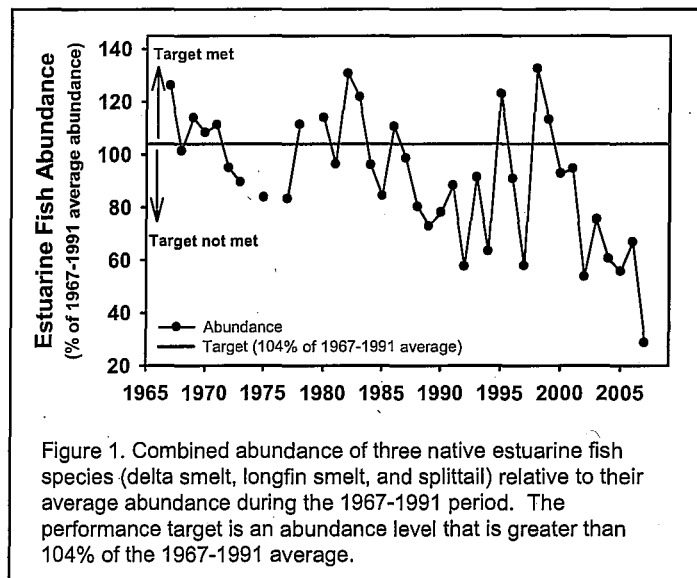 Estuarine Fish Abundance
(% of 1967-1991 average abundance)
140
120
100
80
60
40
20
Target met
Target not met
Abundance
Target (104% of 1967-1991 average)
1965 1970 1975 1980 1985 1990 1995 2000 2005
Figure 1. Combined abundance of three native estuarine fish
species (delta smelt, longfin smelt, and splittail) relative to their
average abundance during the 1967-1991 period. The
performance target is an abundance level that is greater than
104% of the 1967-1991 average.